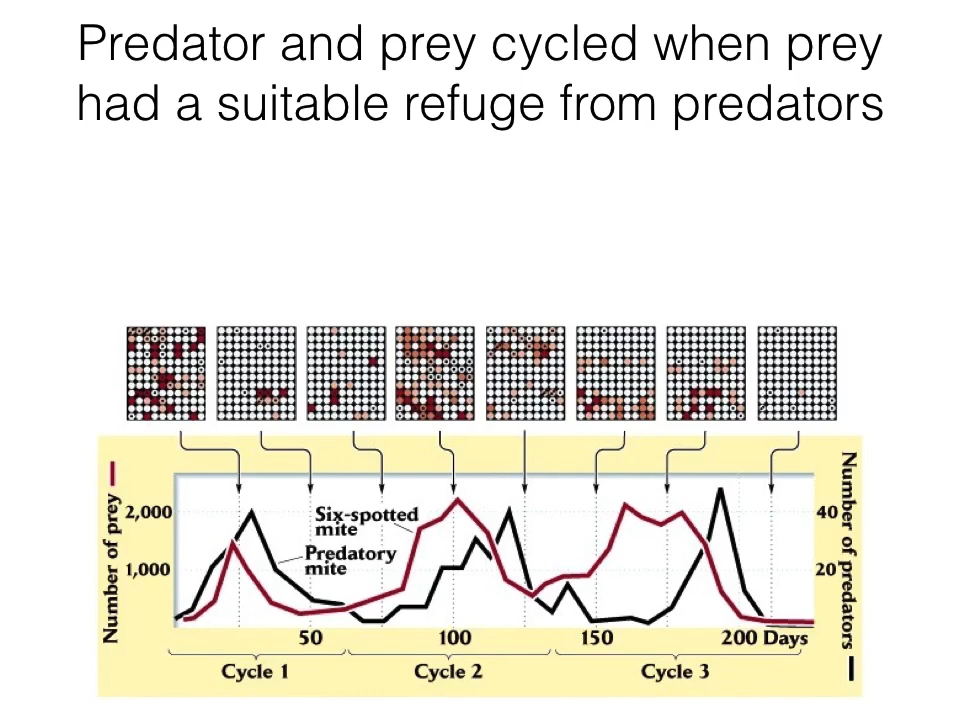 Predator and prey cycled when prey
had a suitable refuge from predators
Number of prey
2,000
1,000
Six-spotted
mite
Predatory
mite
40
20
Number of predators
50
100
150
200 Days
Cycle 1
Cycle 2
Cycle 3